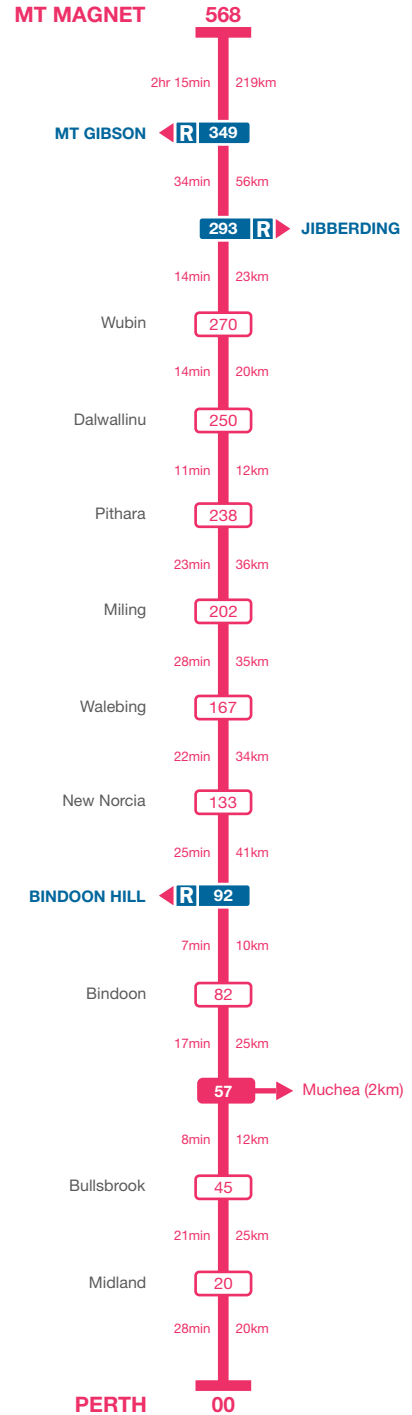 MT MAGNET 568
2hr 15min 219km
MT GIBSON R 349
34min 56km
293 R JIBBERDING
14min 23km
Wubin 270
14min 20km
Dalwallinu 250
11min 12km
Pithara 238
23min 36km
Miling 202
28min 35km
Walebing 167
22min 34km
New Norcia 133
25min 41km
BINDOON HILL R 92
7min 10km
Bindoon 82
17min 25km
57 Muchea (2km)
8min 12km
Bullsbrook 45
21min 25km
Midland 20
28min 20km
PERTH 00